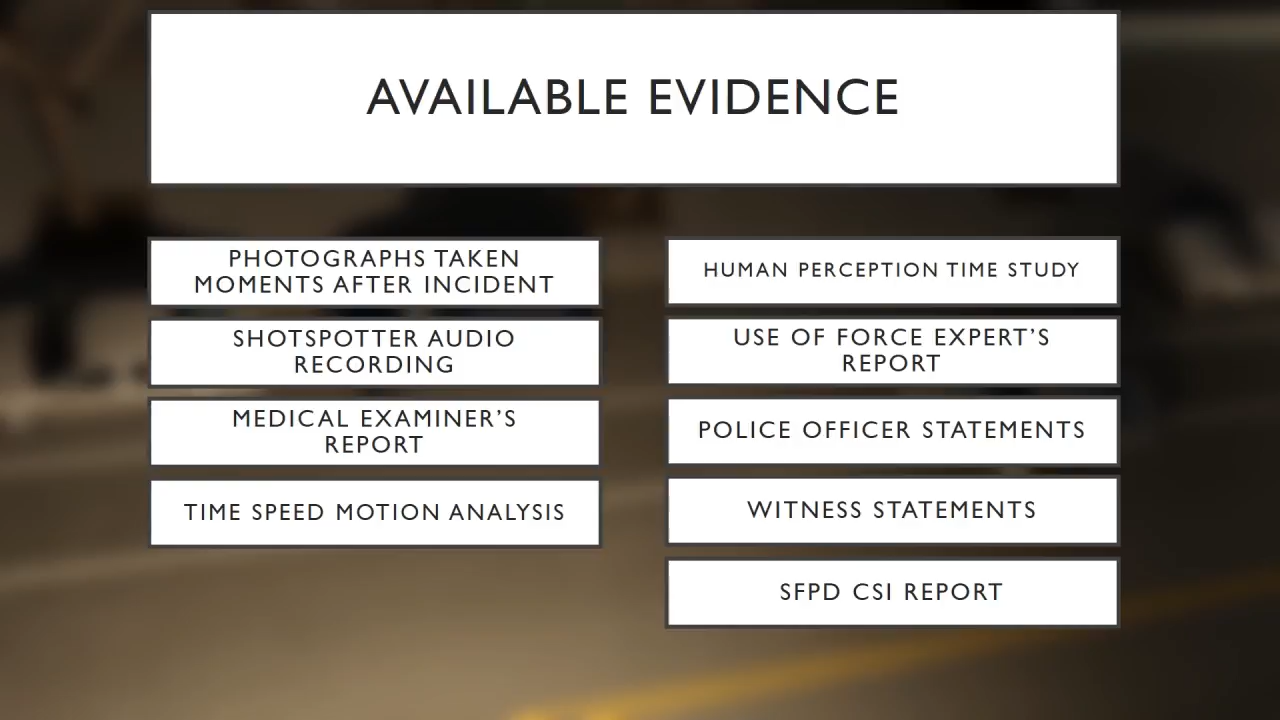 AVAILABLE EVIDENCE
PHOTOGRAPHS TAKEN
MOMENTS AFTER INCIDENT
SHOTSPOTTER AUDIO
RECORDING
MEDICAL EXAMINER’S
REPORT
TIME SPEED MOTION ANALYSIS
HUMAN PERCEPTION TIME STUDY
USE OF FORCE EXPERT’S
REPORT
POLICE OFFICER STATEMENTS
WITNESS STATEMENTS
SFPD CSI REPORT